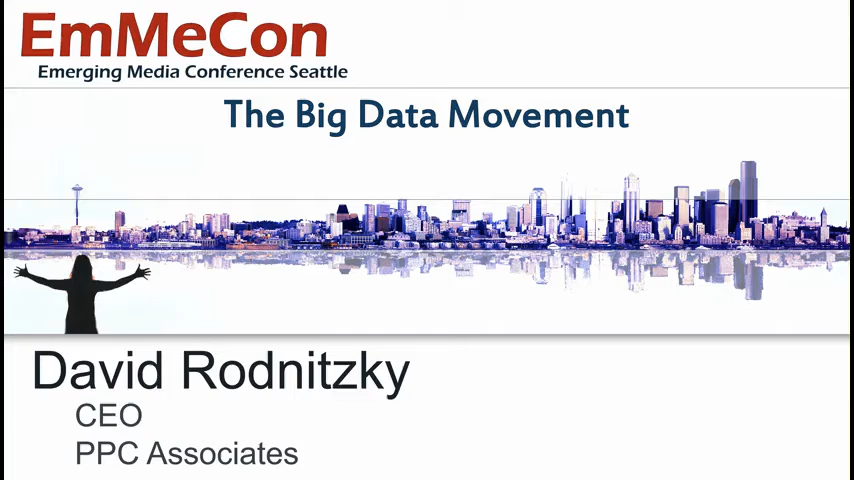 EmMeCon
Emerging Media Conference Seattle
The Big Data Movement
David Rodnitzky
CEO
PPC Associates